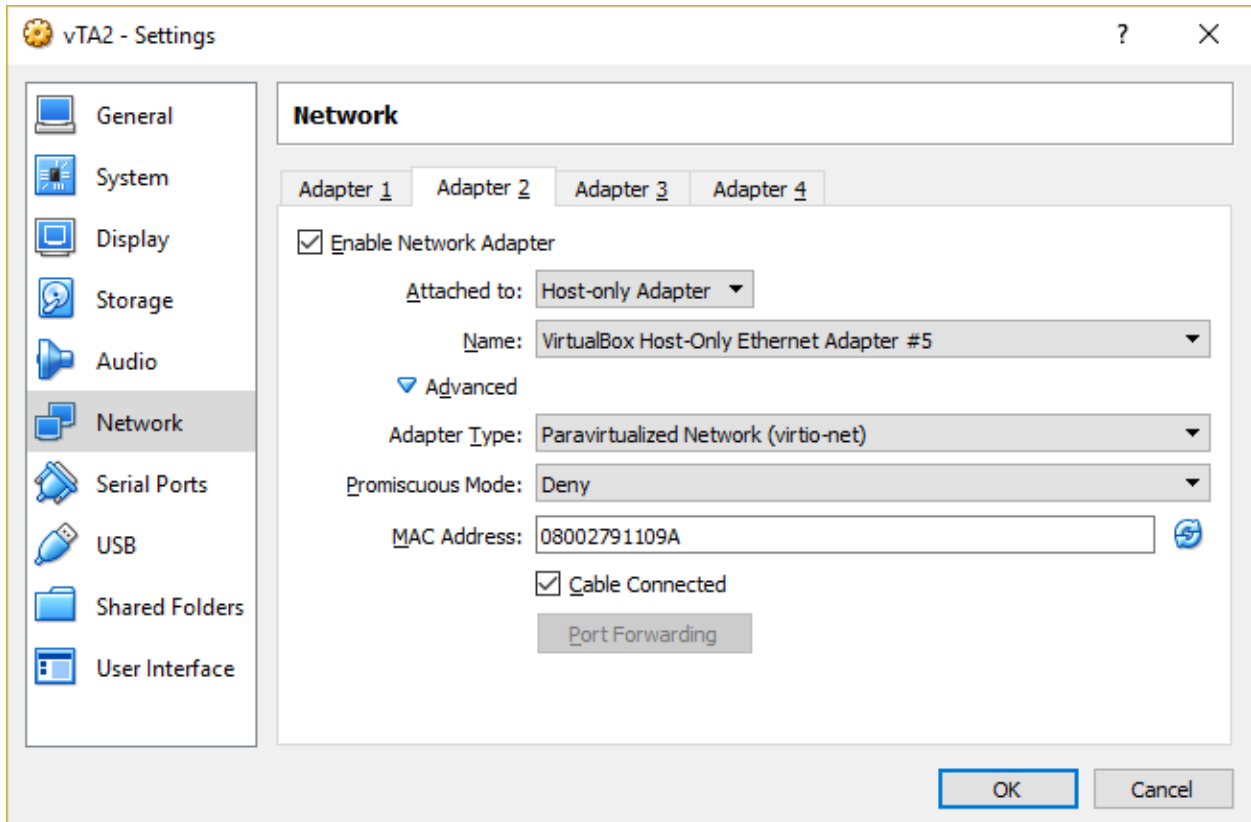 vTA2 - Settings
?
General
System
Display
Storage
Audio
Network
Serial Ports
USB
Shared Folders
User Interface
Network
Adapter 1 Adapter 2 Adapter 3 Adapter 4
Enable Network Adapter
Attached to: Host-only Adapter
Name: VirtualBox Host-Only Ethernet Adapter #5
Advanced
Adapter Type: Paravirtualized Network (virtio-net)
Promiscuous Mode: Deny
MAC Address: 08002791109A
Cable Connected
Port Forwarding
OK Cancel